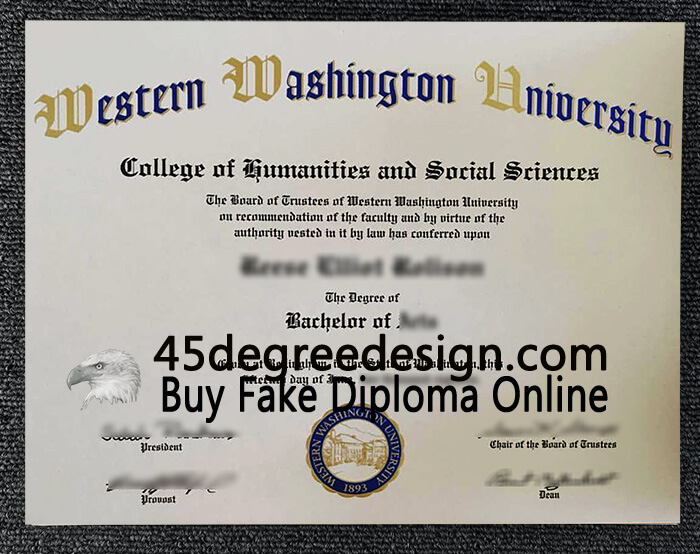 Western Washington University
College of Humanities and Social Sciences
The Board of Trustees of Western Washington University
on recommendation of the faculty and by virtue of the
authority vested in it by law has conferred upon
The Degree of
Bachelor of
45degreedesign.com
Buy Fake Diploma Online
President
Chair of the Board of Trustees
WESTERN WASHINGTON UNIVERSITY
1893
Provost
Dean